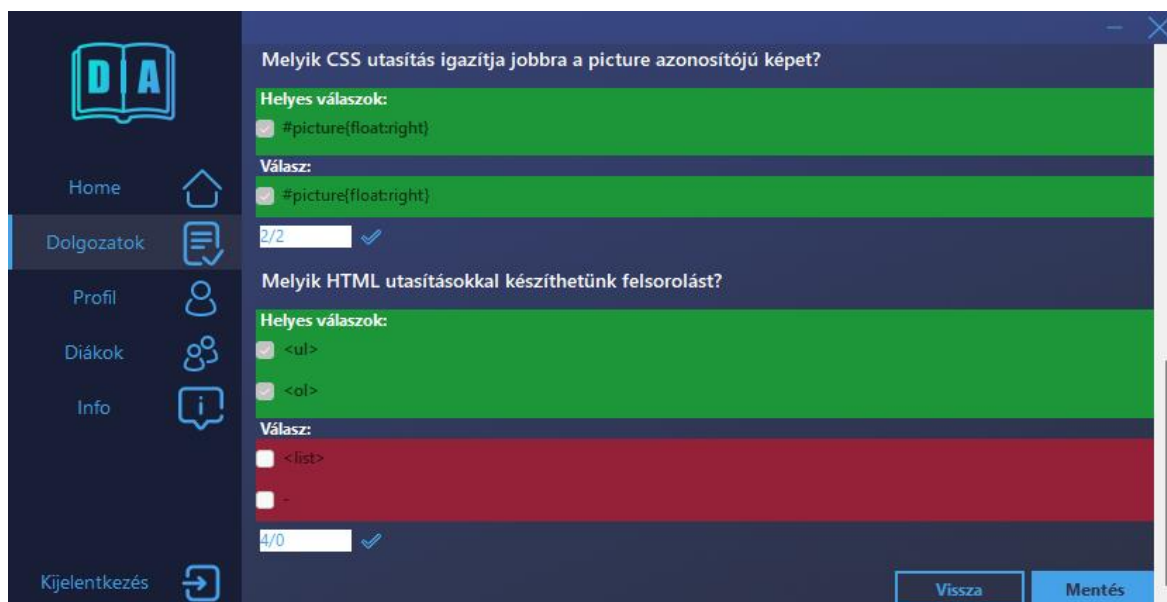 D A
Home
Dolgozatok
Profil
Diákok
Info
Kijelentkezés
Melyik CSS utasítás igazítja jobbra a picture azonosítójú képet?
Helyes válaszok:
#picture{float:right}
Válasz:
#picture{float:right}
2/2
Melyik HTML utasításokkal készíthetünk felsorolást?
Helyes válaszok:
<ul>
<ol>
Válasz:
<list>
-
4/0
Vissza Mentés